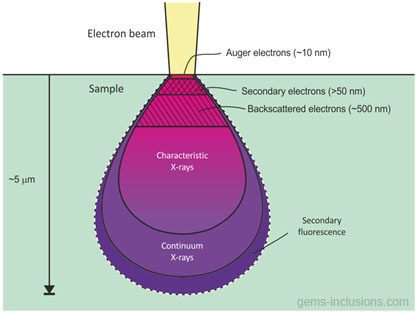 Electron beam
Auger electrons (~10 nm)
Sample
Secondary electrons (>50 nm)
Backscattered electrons (~500 nm)
Characteristic
X-rays
~5 μm
Secondary
fluorescence
Continuum
X-rays
gems-inclusions.com